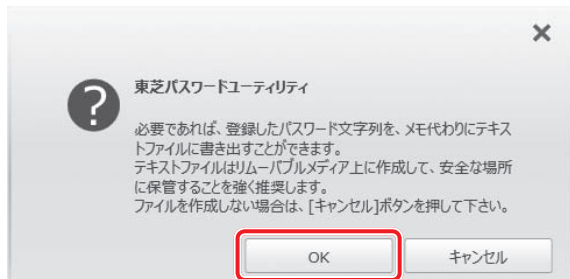 東芝パスワードユーティリティ
必要であれば、登録したパスワード文字列を、メモ代わりにテキス
トファイルに書き出すことができます。
テキストファイルはリムーバブルメディア上に作成して、安全な場所
に保管することを強く推奨します。
ファイルを作成しない場合は、[キャンセル]ボタンを押して下さい。
OK
キャンセル